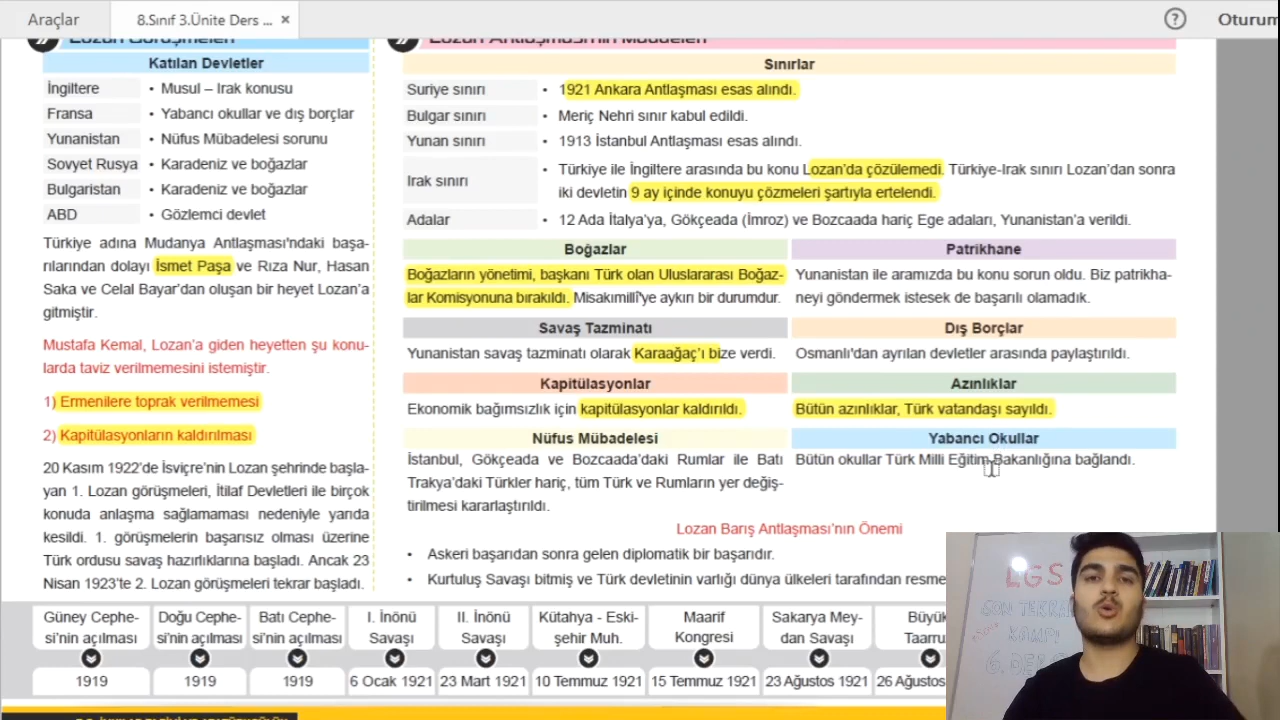 Araçlar
8.Sınıf 3.Ünite Ders ... ×
Oturum
Lozan Görüşmeleri
Katılan Devletler
İngiltere • Musul – Irak konusu
Fransa • Yabancı okullar ve dış borçlar
Yunanistan • Nüfus Mübadelesi sorunu
Sovyet Rusya • Karadeniz ve boğazlar
Bulgaristan • Karadeniz ve boğazlar
ABD • Gözlemci devlet
Türkiye adına Mudanya Antlaşması'ndaki başa-
rılarından dolayı İsmet Paşa ve Rıza Nur, Hasan
Saka ve Celal Bayar'dan oluşan bir heyet Lozan'a
gitmiştir.
Mustafa Kemal, Lozan'a giden heyetten şu konu-
larda taviz verilmemesini istemiştir.
1) Ermenilere toprak verilmemesi
2) Kapitülasyonların kaldırılması
20 Kasım 1922'de İsviçre'nin Lozan şehrinde başla-
yan 1. Lozan görüşmeleri, İtilaf Devletleri ile birçok
konuda anlaşma sağlamaması nedeniyle yarıda
kesildi. 1. görüşmelerin başarısız olması üzerine
Türk ordusu savaş hazırlıklarına başladı. Ancak 23
Nisan 1923'te 2. Lozan görüşmeleri tekrar başladı.
Lozan Antlaşması'nın Maddeleri
Sınırlar
Suriye sınırı • 1921 Ankara Antlaşması esas alındı.
Bulgar sınırı • Meriç Nehri sınır kabul edildi.
Yunan sınırı • 1913 İstanbul Antlaşması esas alındı.
Irak sınırı • Türkiye ile İngiltere arasında bu konu Lozan'da çözülemedi. Türkiye-Irak sınırı Lozan'dan sonra
iki devletin 9 ay içinde konuyu çözmeleri şartıyla ertelendi.
Adalar • 12 Ada İtalya'ya, Gökçeada (İmroz) ve Bozcaada hariç Ege adaları, Yunanistan'a verildi.
Boğazlar
Boğazların yönetimi, başkanı Türk olan Uluslararası Boğaz-
lar Komisyonuna bırakıldı. Misakımillî'ye aykırı bir durumdur.
Patrikhane
Yunanistan ile aramızda bu konu sorun oldu. Biz patrikha-
neyi göndermek istesek de başarılı olamadık.
Savaş Tazminatı
Yunanistan savaş tazminatı olarak Karaağaç'ı bize verdi.
Dış Borçlar
Osmanlı'dan ayrılan devletler arasında paylaştırıldı.
Kapitülasyonlar
Ekonomik bağımsızlık için kapitülasyonlar kaldırıldı.
Azınlıklar
Bütün azınlıklar, Türk vatandaşı sayıldı.
Nüfus Mübadelesi
İstanbul, Gökçeada ve Bozcaada'daki Rumlar ile Batı
Trakya'daki Türkler hariç, tüm Türk ve Rumların yer değiş-
tirilmesi kararlaştırıldı.
Yabancı Okullar
Bütün okullar Türk Milli Eğitim Bakanlığına bağlandı.
Lozan Barış Antlaşması'nın Önemi
• Askeri başarıdan sonra gelen diplomatik bir başarıdır.
• Kurtuluş Savaşı bitmiş ve Türk devletinin varlığı dünya ülkeleri tarafından resme
LGS
SON TEKRAR
KAMPI
6. DERS
Güney Cephe-
si'nin açılması
1919
Doğu Cephe-
si'nin açılması
1919
Batı Cephe-
si'nin açılması
1919
I. İnönü
Savaşı
6 Ocak 1921
II. İnönü
Savaşı
23 Mart 1921
Kütahya - Eski-
şehir Muh.
10 Temmuz 1921
Maarif
Kongresi
15 Temmuz 1921
Sakarya Mey-
dan Savaşı
23 Ağustos 1921
Büyük
Taarru
26 Ağustos